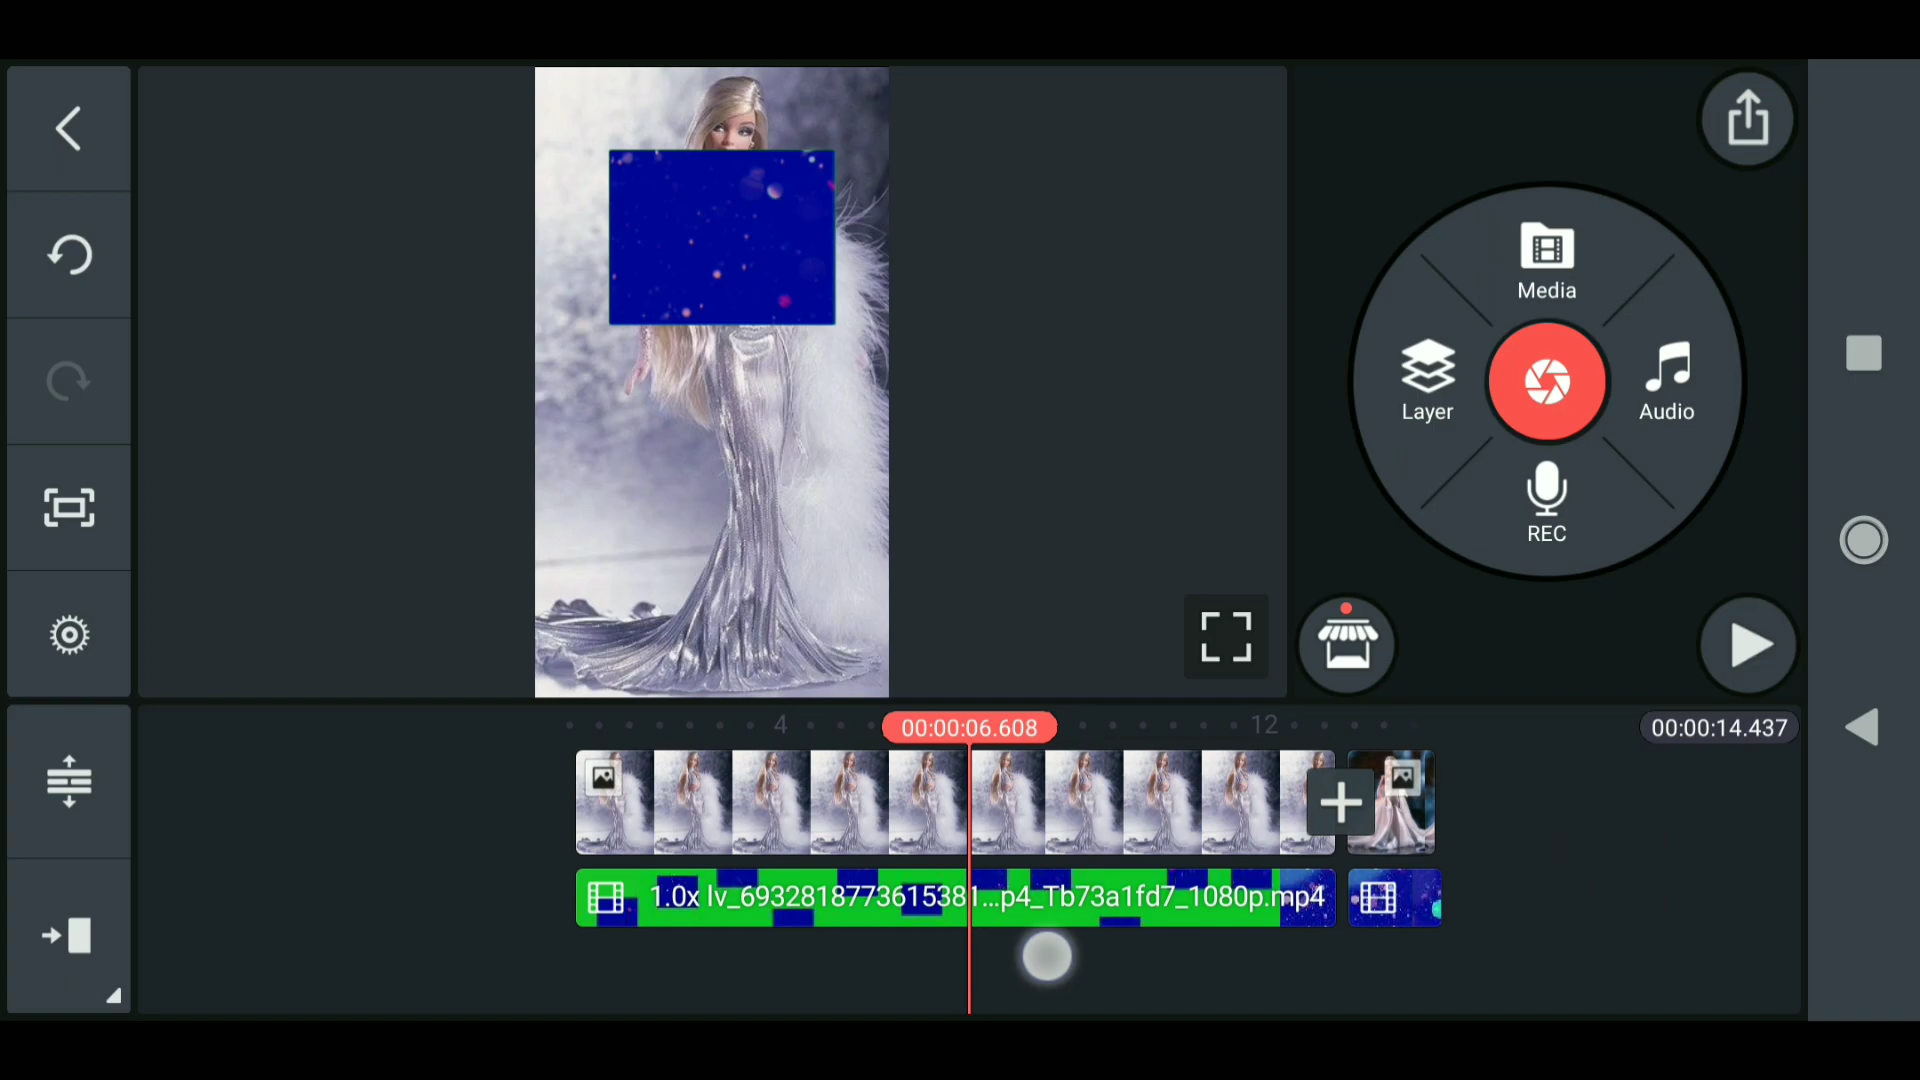 Media
Layer
Audio
REC
4
00:00:06.608
12
00:00:14.437
1.0x lv_6932818773615381...p4_Tb73a1fd7_1080p.mp4